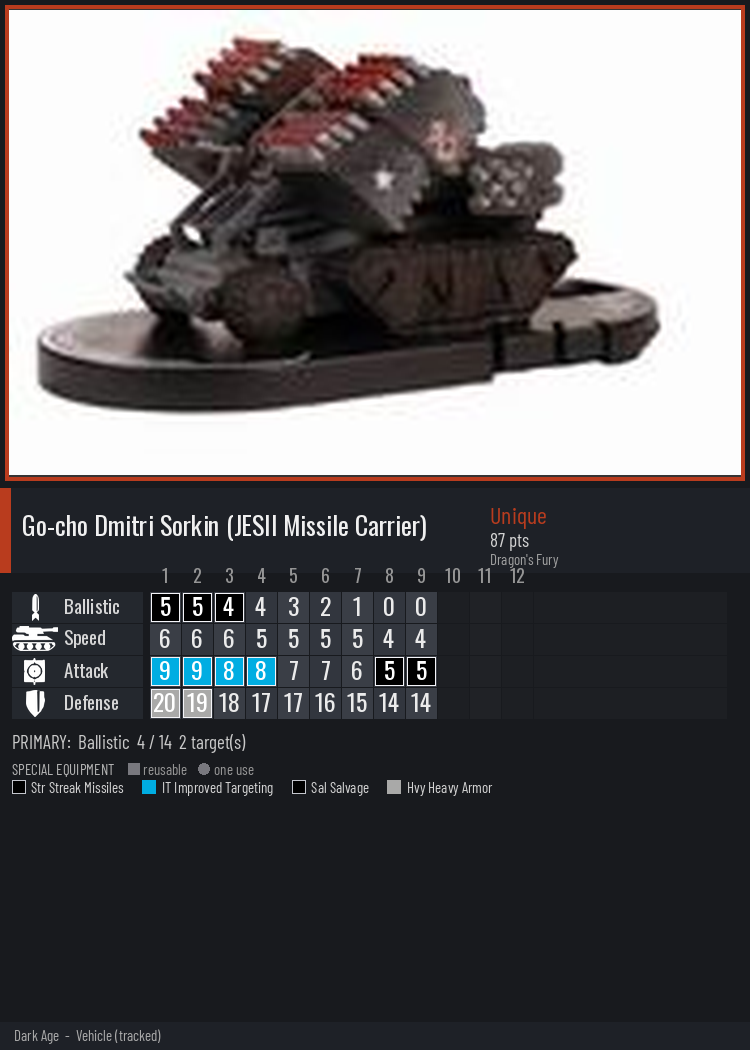 Go-cho Dmitri Sorkin (JESII Missile Carrier)
Unique
87 pts
Dragon's Fury
1 2 3 4 5 6 7 8 9 10 11 12
Ballistic 5 5 4 4 3 2 1 0 0
Speed 6 6 6 5 5 5 5 4 4
Attack 9 9 8 8 7 7 6 5 5
Defense 20 19 18 17 17 16 15 14 14
PRIMARY: Ballistic 4 / 14 2 target(s)
SPECIAL EQUIPMENT reusable one use
Str Streak Missiles IT Improved Targeting Sal Salvage Hvy Heavy Armor
Dark Age - Vehicle (tracked)